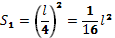 S₁ = (l/4)² = 1/16 l²